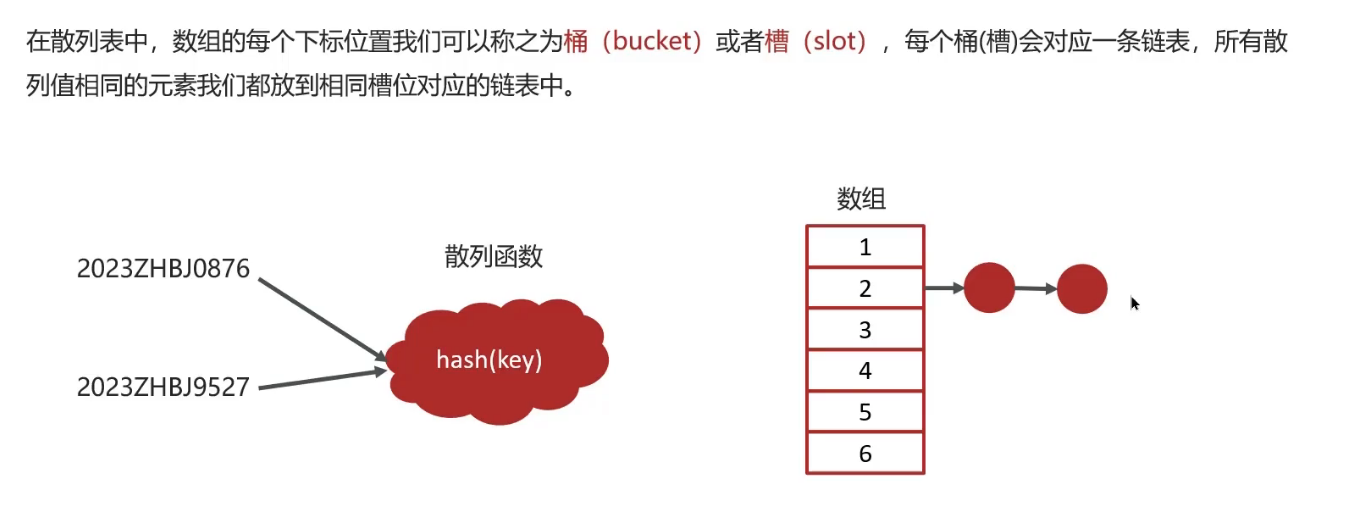 在散列表中，数组的每个下标位置我们可以称之为桶（bucket）或者槽（slot），每个桶(槽)会对应一条链表，所有散
列值相同的元素我们都放到相同槽位对应的链表中。
数组
散列函数
2023ZHBJ0876
hash(key)
2023ZHBJ9527
1
2
3
4
5
6